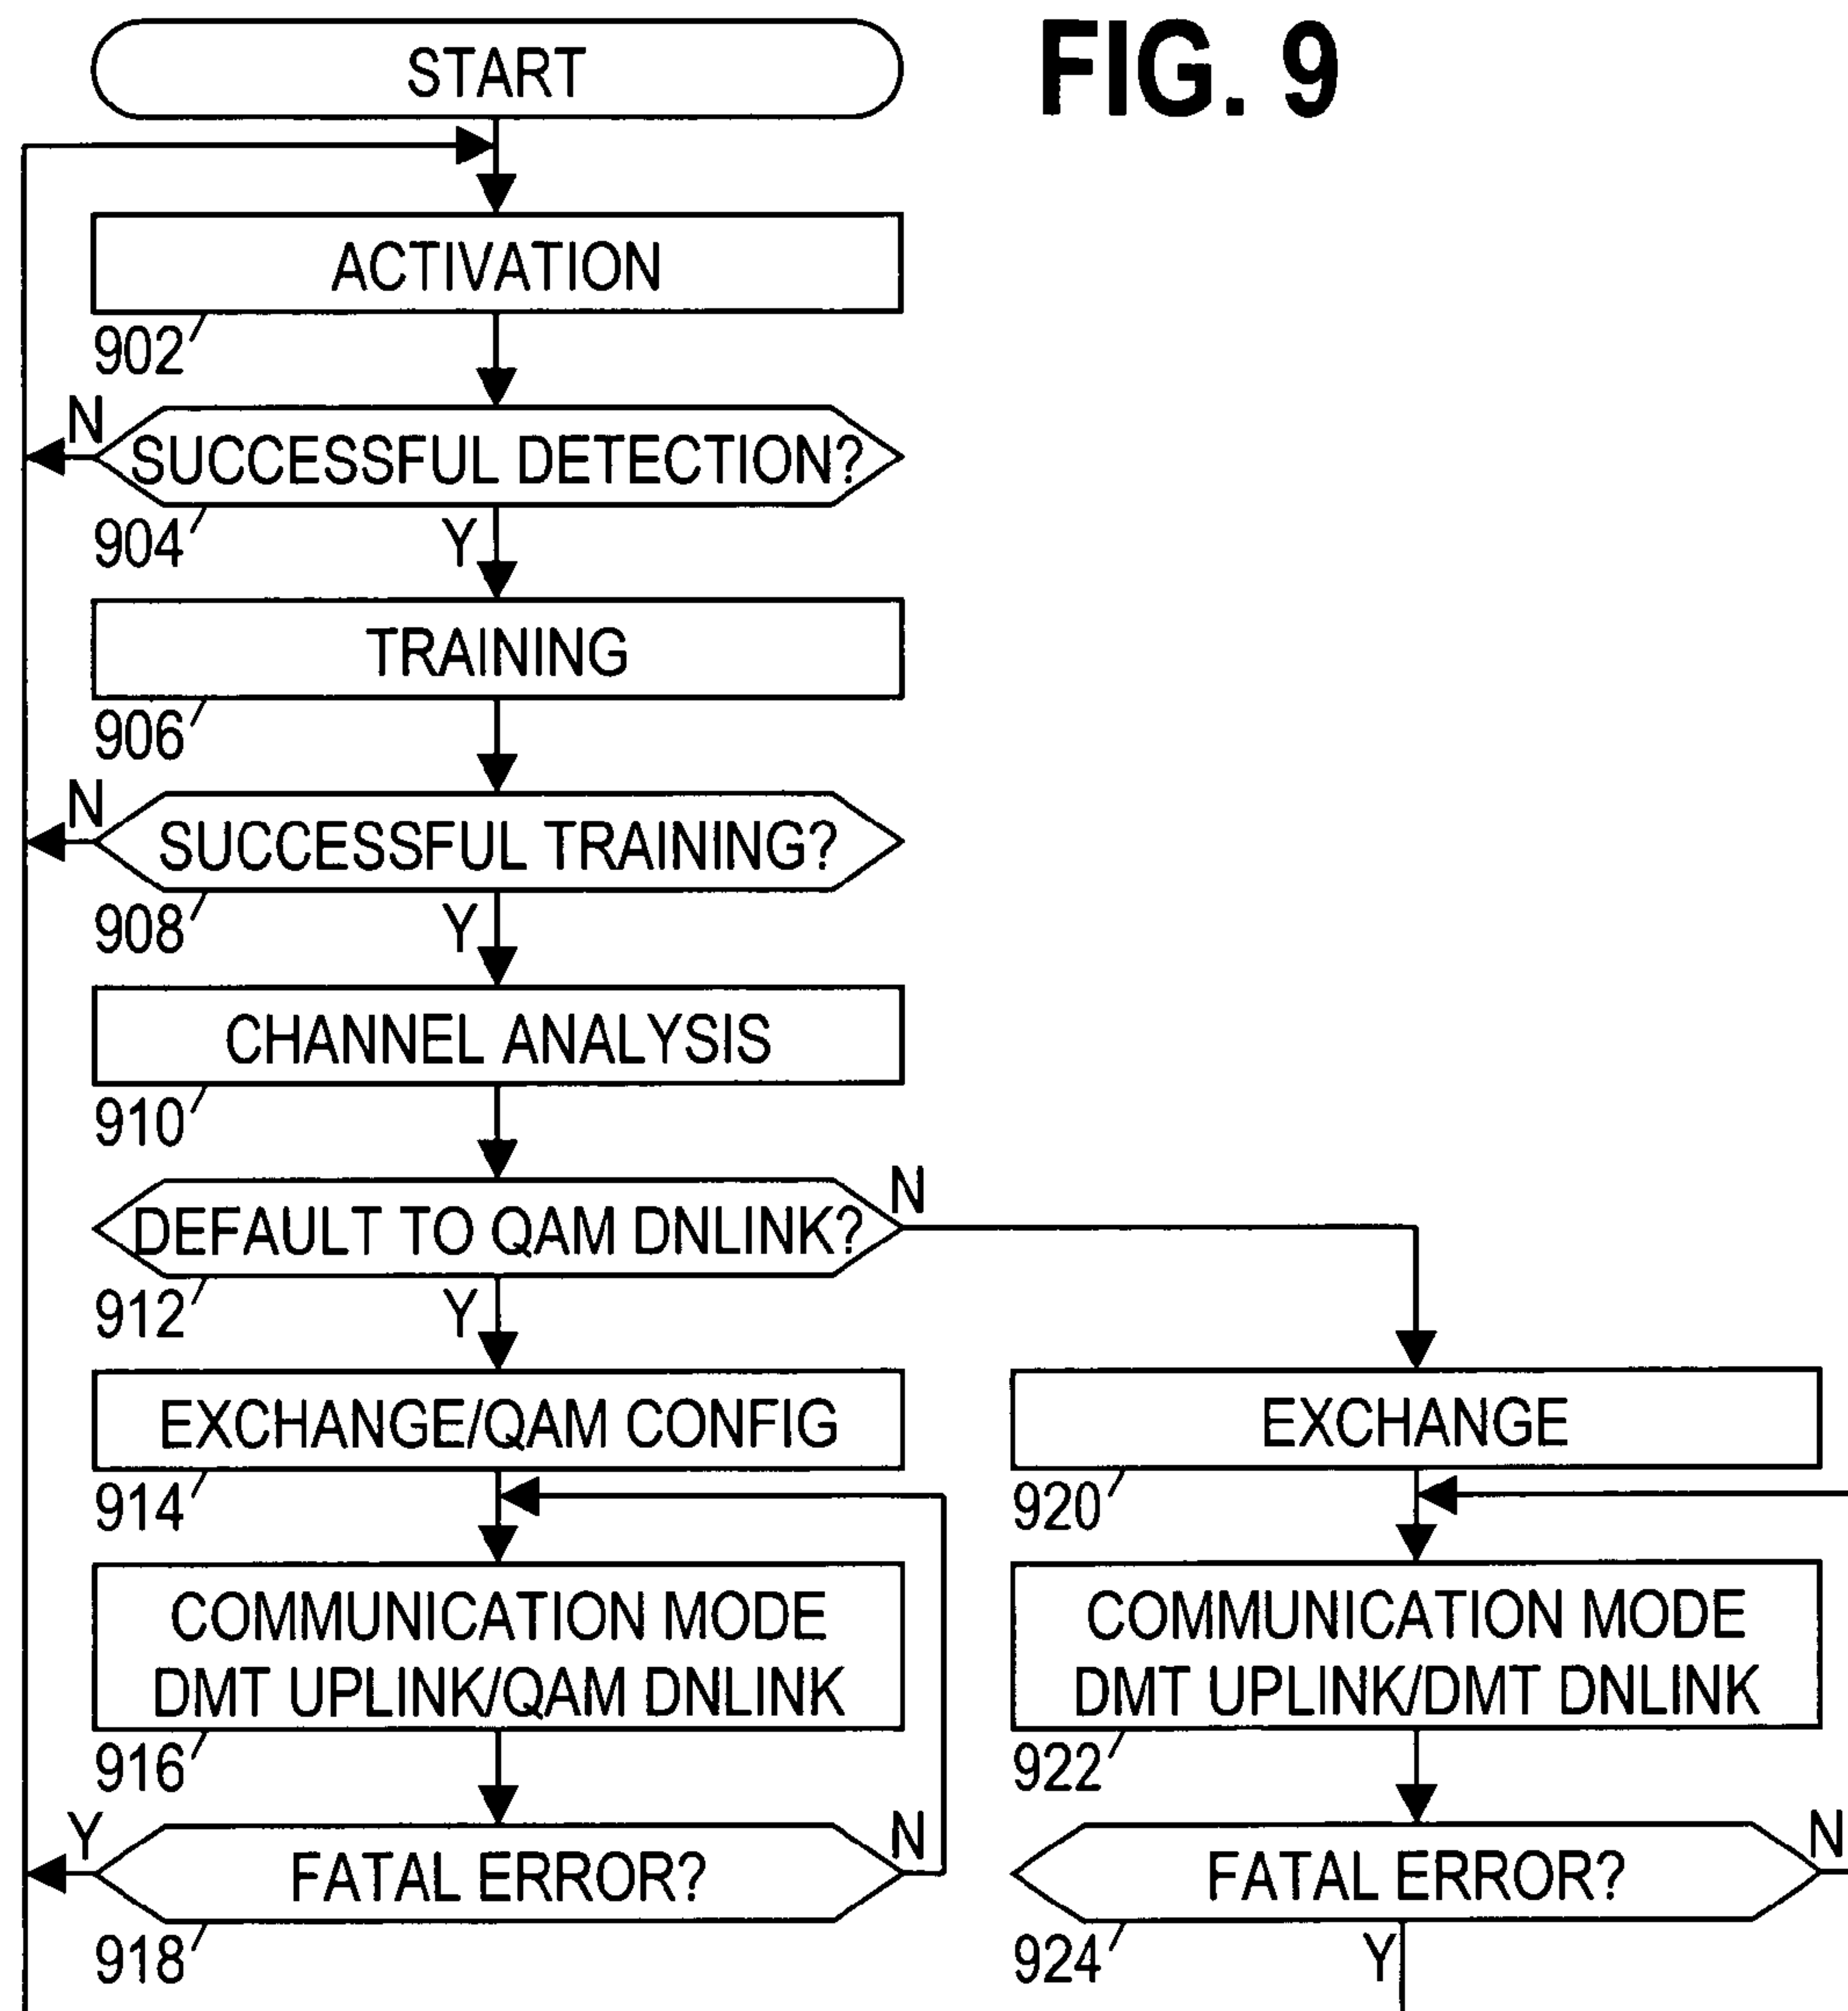 FIG. 9
START
ACTIVATION
902
N
SUCCESSFUL DETECTION?
904
Y
TRAINING
906
N
SUCCESSFUL TRAINING?
908
Y
CHANNEL ANALYSIS
910
DEFAULT TO QAM DNLINK?
N
912
Y
EXCHANGE/QAM CONFIG
914
COMMUNICATION MODE
DMT UPLINK/QAM DNLINK
916
Y
FATAL ERROR?
N
918
EXCHANGE
920
COMMUNICATION MODE
DMT UPLINK/DMT DNLINK
922
FATAL ERROR?
N
924
Y